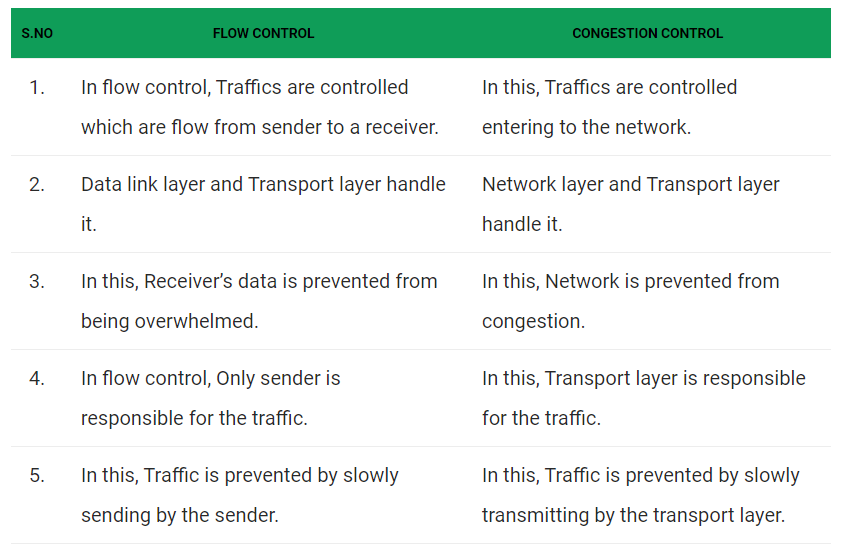 S.NO FLOW CONTROL CONGESTION CONTROL
1. In flow control, Traffics are controlled In this, Traffics are controlled
which are flow from sender to a receiver. entering to the network.
2. Data link layer and Transport layer handle Network layer and Transport layer
it. handle it.
3. In this, Receiver’s data is prevented from In this, Network is prevented from
being overwhelmed. congestion.
4. In flow control, Only sender is In this, Transport layer is responsible
responsible for the traffic. for the traffic.
5. In this, Traffic is prevented by slowly In this, Traffic is prevented by slowly
sending by the sender. transmitting by the transport layer.